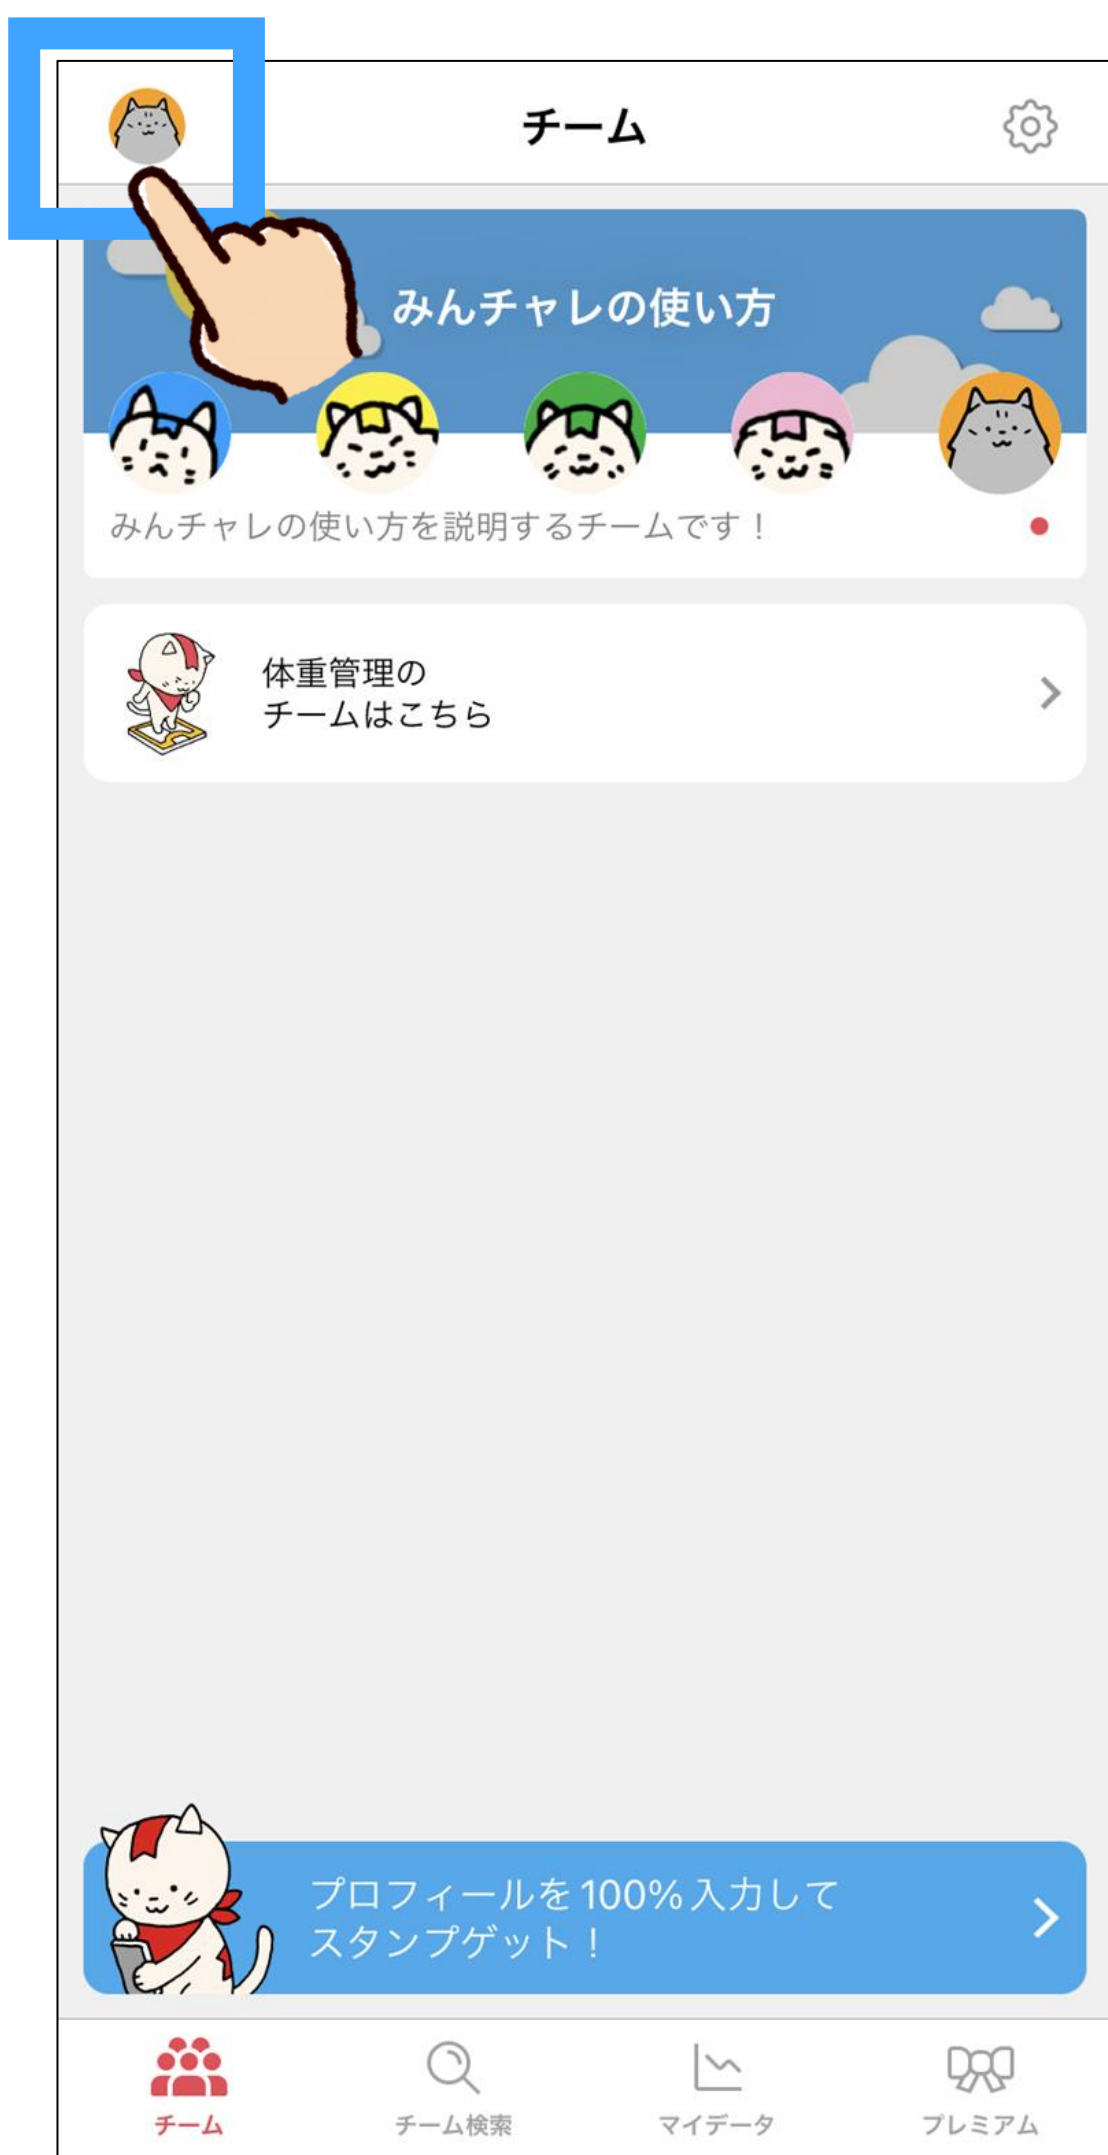 チーム
みんチャレの使い方
みんチャレの使い方を説明するチームです！
体重管理の
チームはこちら
プロフィールを100%入力して
スタンプゲット！
チーム
チーム検索
マイデータ
プレミアム